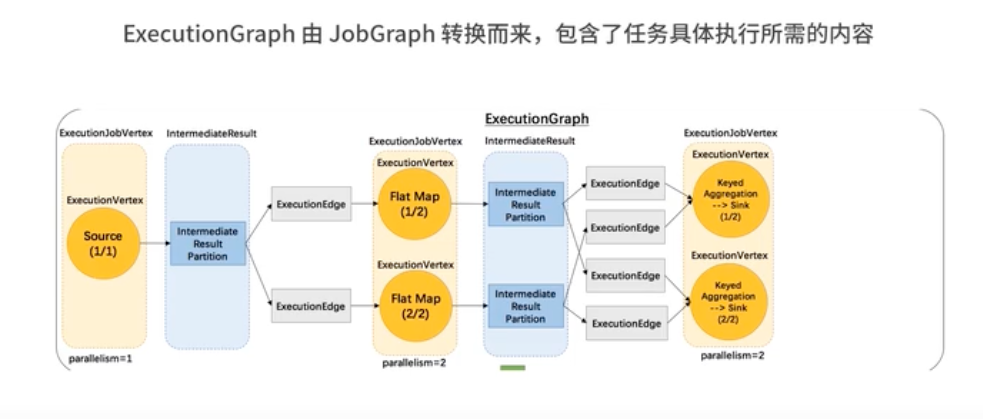 ExecutionGraph 由 JobGraph 转换而来，包含了任务具体执行所需的内容
ExecutionGraph
ExecutionJobVertex
ExecutionVertex
Source
(1/1)
parallelism=1
IntermediateResult
Intermediate
Result
Partition
ExecutionEdge
ExecutionEdge
ExecutionJobVertex
ExecutionVertex
Flat Map
(1/2)
ExecutionVertex
Flat Map
(2/2)
parallelism=2
IntermediateResult
Intermediate
Result
Partition
Intermediate
Result
Partition
ExecutionEdge
ExecutionEdge
ExecutionEdge
ExecutionEdge
ExecutionJobVertex
ExecutionVertex
Keyed
Aggregation
--> Sink
(1/2)
ExecutionVertex
Keyed
Aggregation
--> Sink
(2/2)
parallelism=2